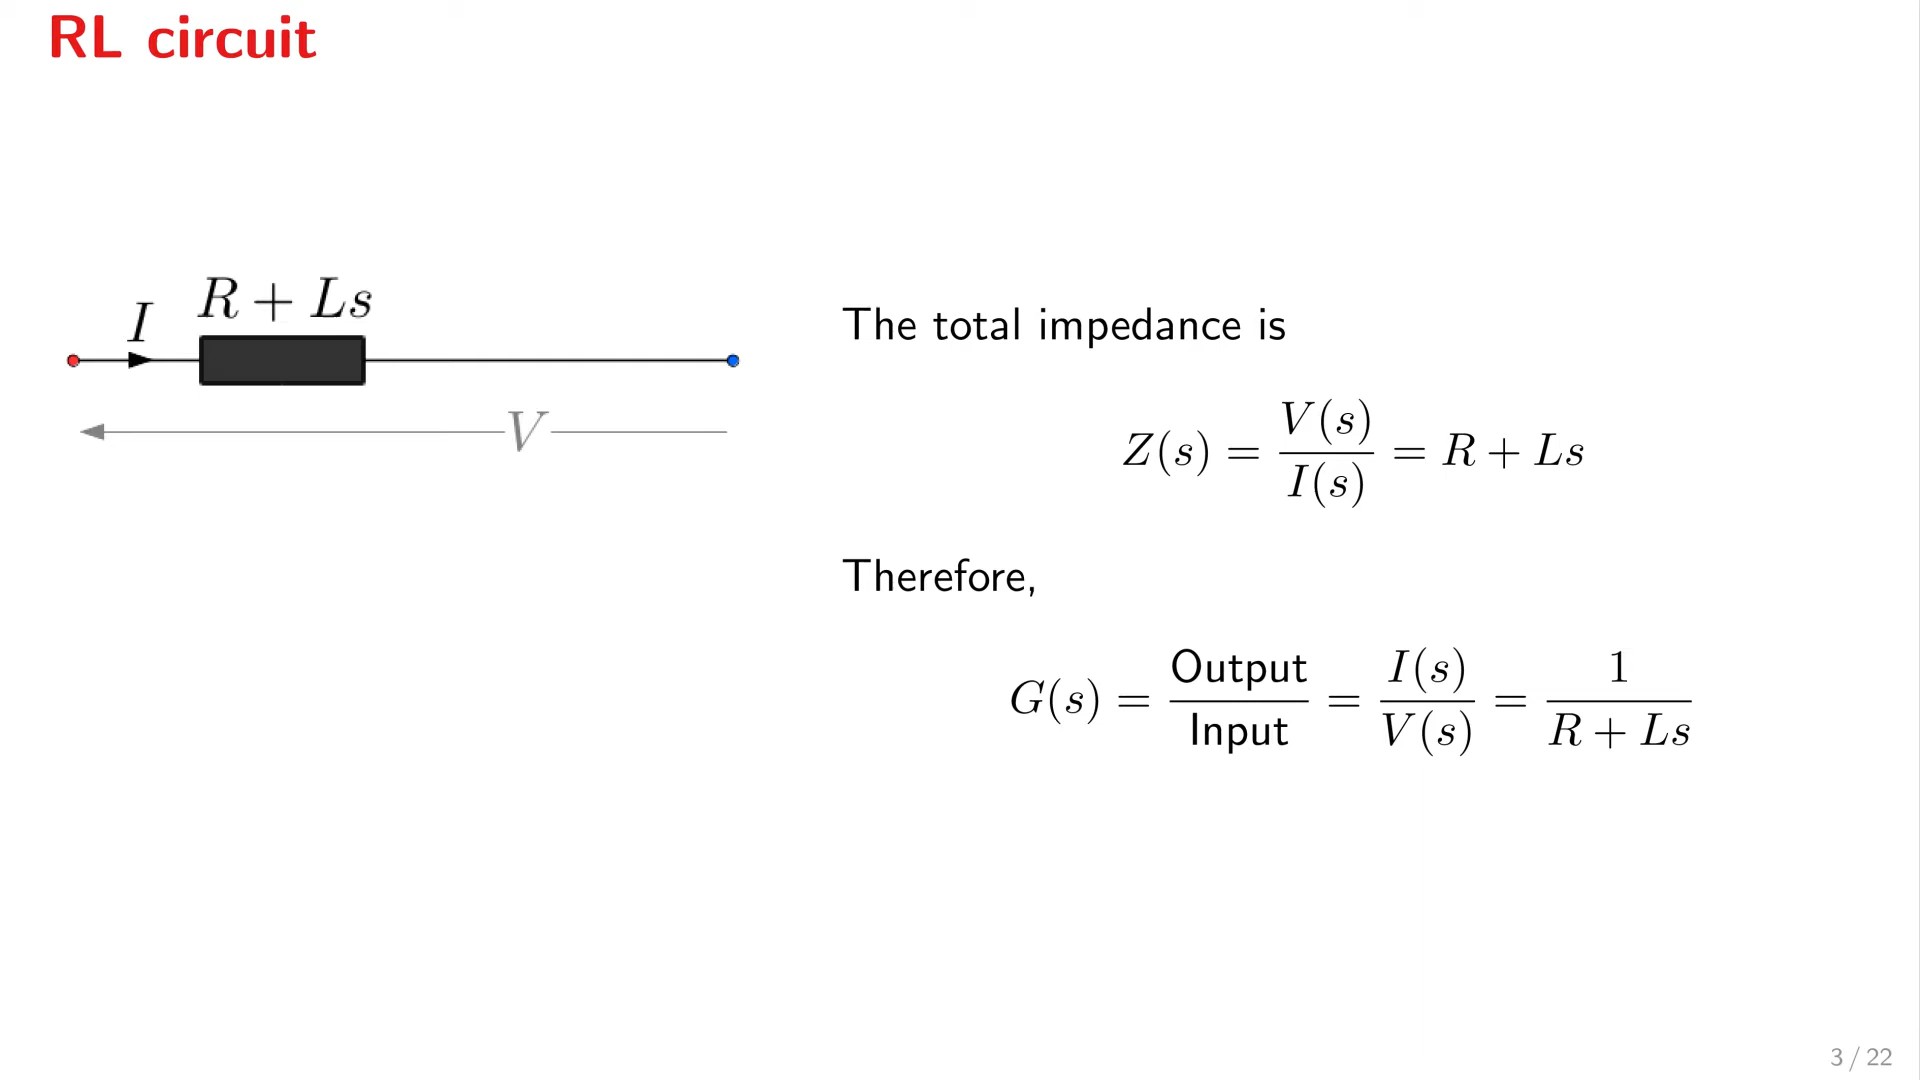 RL circuit
R + Ls
I
V
The total impedance is
Z(s) = V(s)/I(s) = R + Ls
Therefore,
G(s) = Output/Input = I(s)/V(s) = 1/(R + Ls)
3 / 22